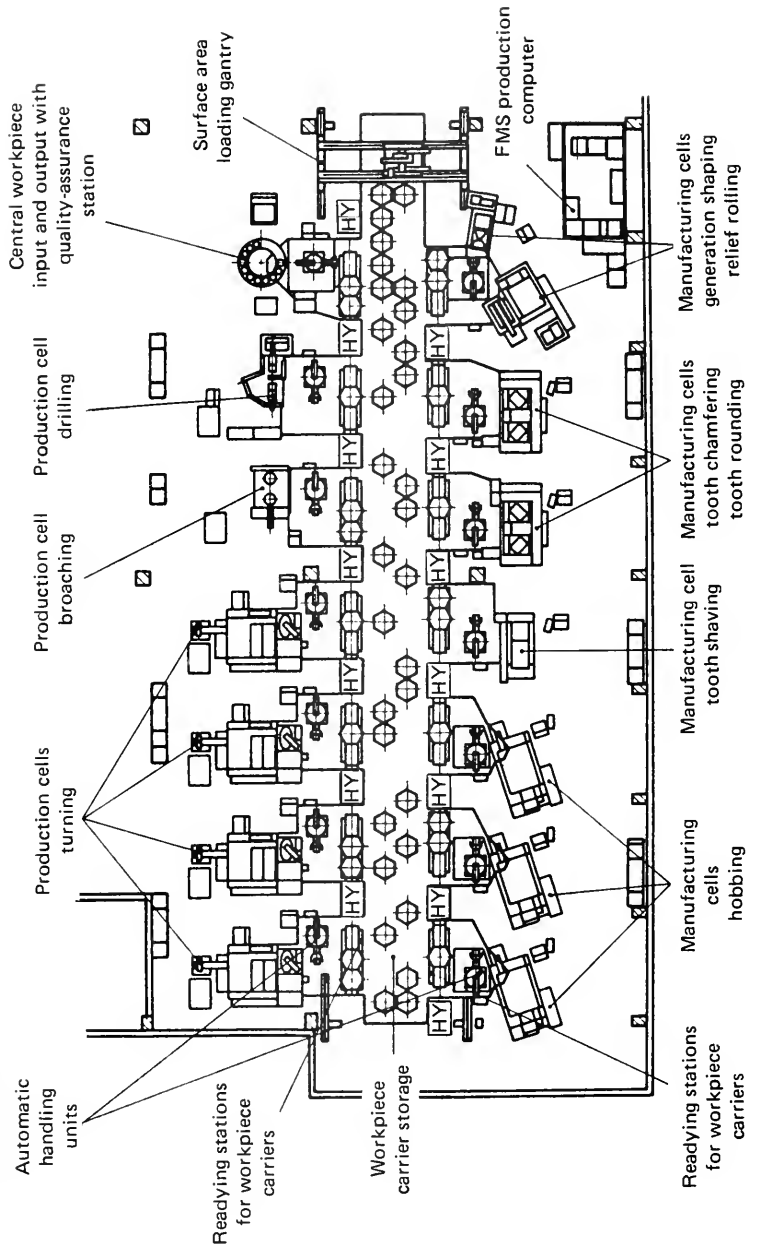 Automatic
handling
units
Readying stations
for workpiece
carriers
Workpiece
carrier storage
Production cells
turning
Production cell
broaching
Production cell
drilling
Central workpiece
input and output with
quality-assurance
station
Surface area
loading gantry
HY
HY
HY
HY
HY
HY
HY
HY
HY
HY
HY
HY
HY
HY
FMS production
computer
Readying stations
for workpiece
carriers
Manufacturing
cells
hobbing
Manufacturing cell
tooth shaving
Manufacturing cells
tooth chamfering
tooth rounding
Manufacturing cells
generation shaping
relief rolling